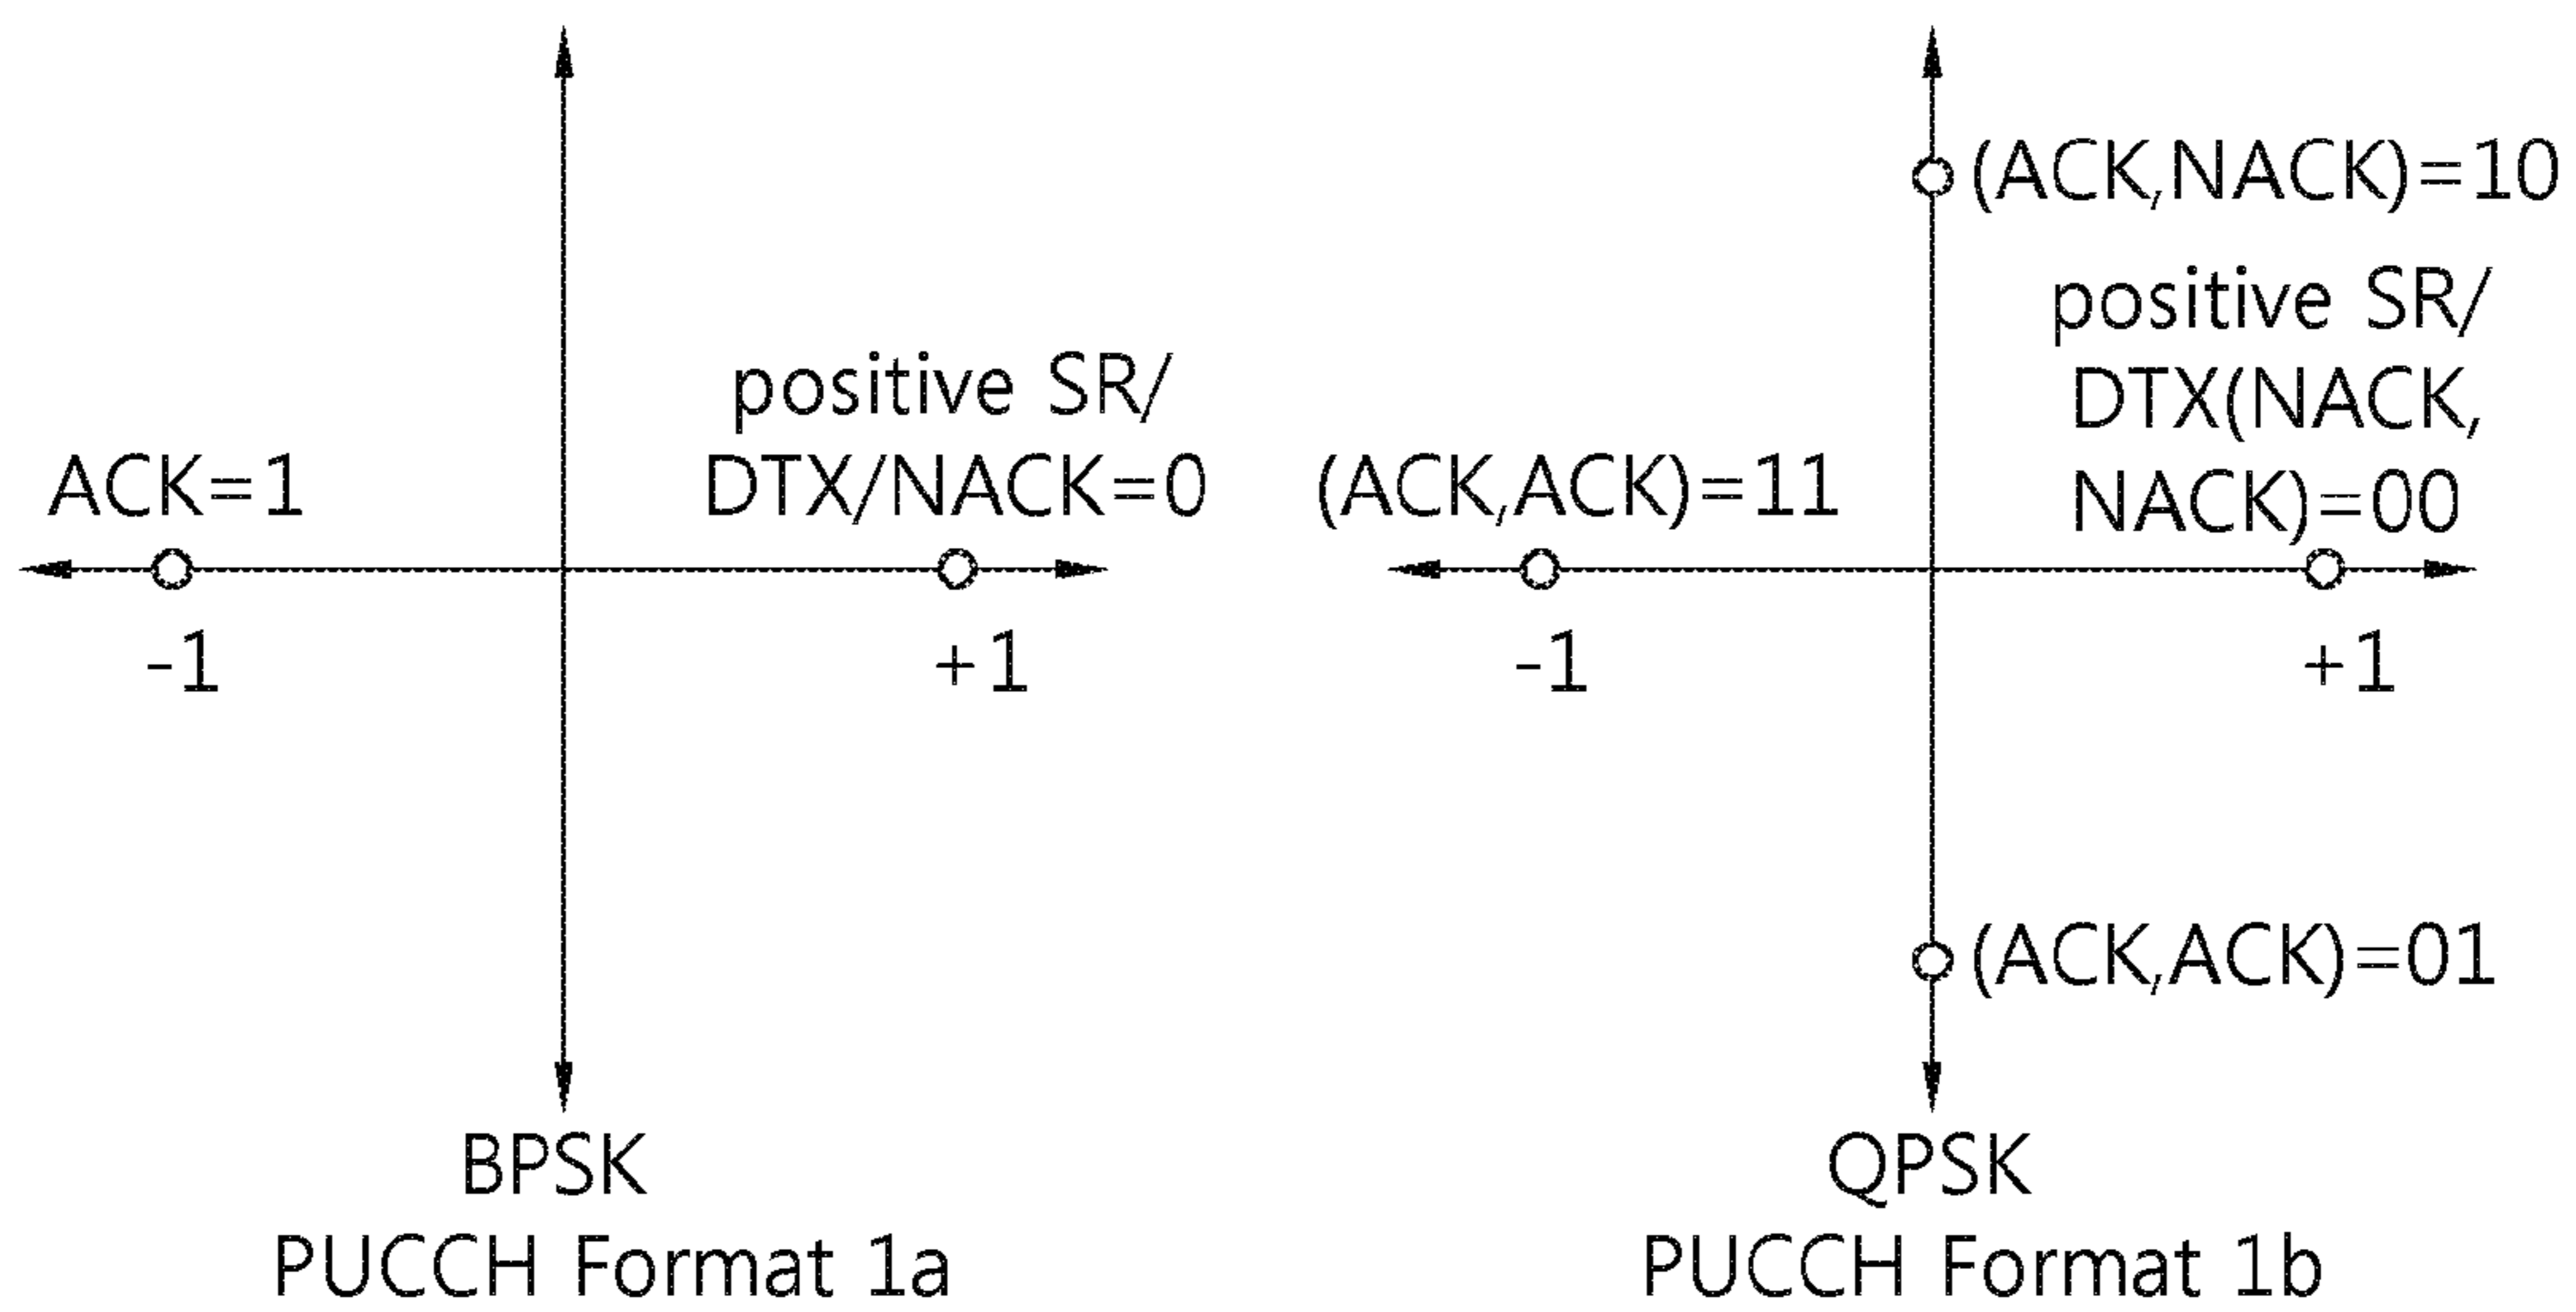 positive SR/
DTX/NACK=0
ACK=1
-1
+1
BPSK
PUCCH Format 1a
(ACK,NACK)=10
positive SR/
DTX(NACK,
NACK)=00
(ACK,ACK)=11
-1
+1
(ACK,ACK)=01
QPSK
PUCCH Format 1b